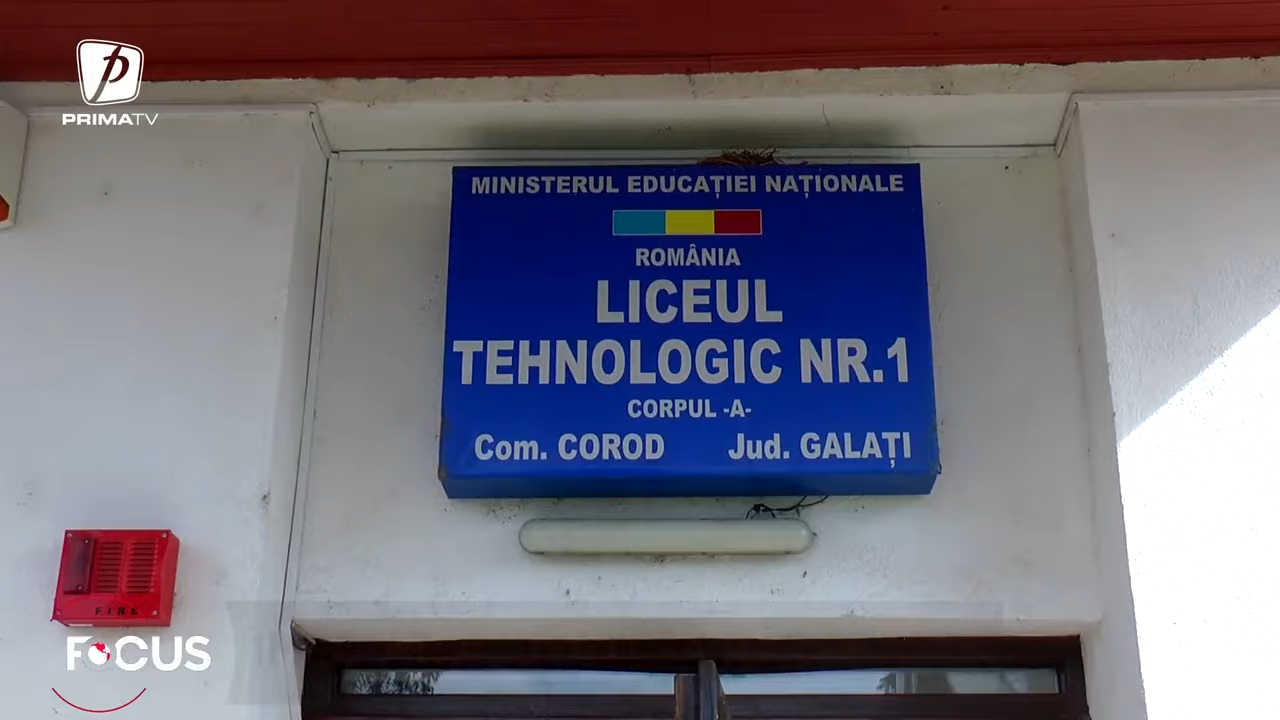 PRIMATV
MINISTERUL EDUCAȚIEI NAȚIONALE
ROMÂNIA
LICEUL
TEHNOLOGIC NR.1
CORPUL -A-
Com. COROD Jud. GALAȚI
FIRE
FOCUS